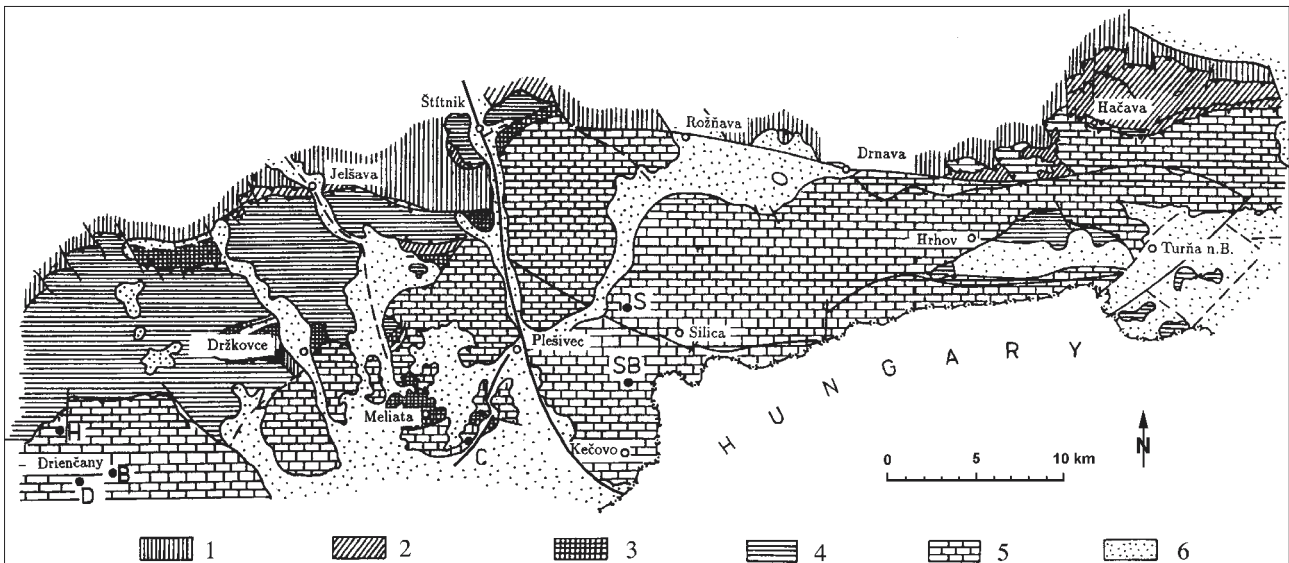 Štítnik
Rožňava
Hačava
Drnava
Jelšava
O
Hrhov
Turňa n.B.
S
Silica
Držkovce
Plešivec
SB
HUNGARY
Meliata
H
Kečovo
N
Drienčany
B
C
D
0 5 10 km
1 2 3 4 5 6